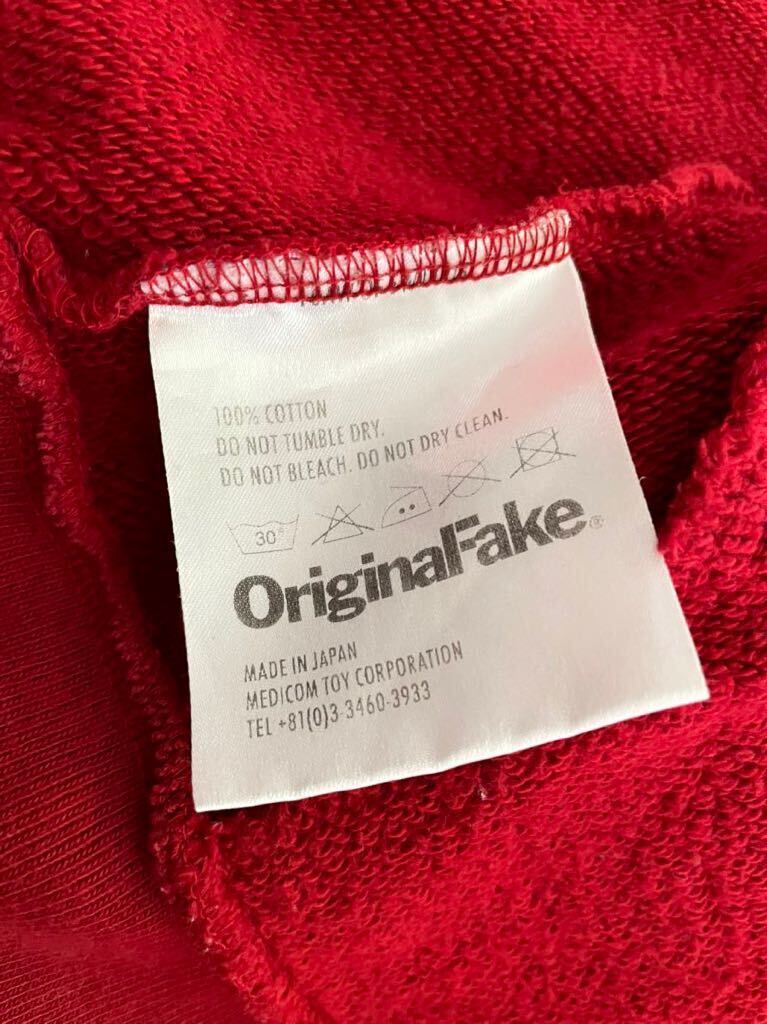 100% COTTON
DO NOT TUMBLE DRY.
DO NOT BLEACH. DO NOT DRY CLEAN.
30°
OriginalFake®
MADE IN JAPAN
MEDICOM TOY CORPORATION
TEL +81(0)3-3460-3933